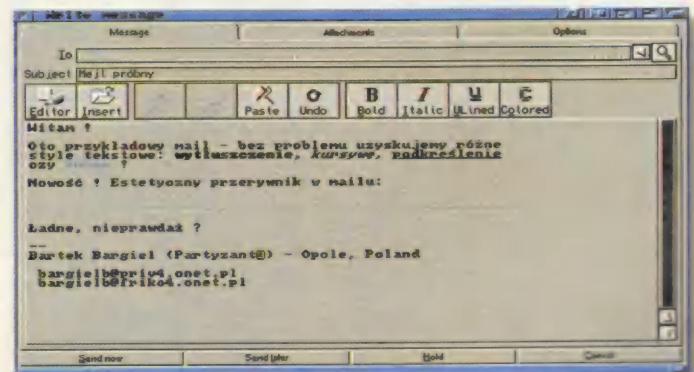 Write message
Message Attachments Options
To
Subject Mejl próbny
Editor Insert Paste Undo Bold Italic ULined Colored
Witam !
Oto przykładowy mail - bez problemu uzyskujemy różne
style tekstowe: wytłuszczenie, kursywę, podkreślenie
czy ?
Nowość ! Estetyczny przerywnik w mailu:
Ładne, nieprawdaż ?
--
Bartek Bargiel (Partyzant@) - Opole, Poland
bargielb@priv4.onet.pl
bargielb@friko4.onet.pl
Send now Send later Hold Cancel